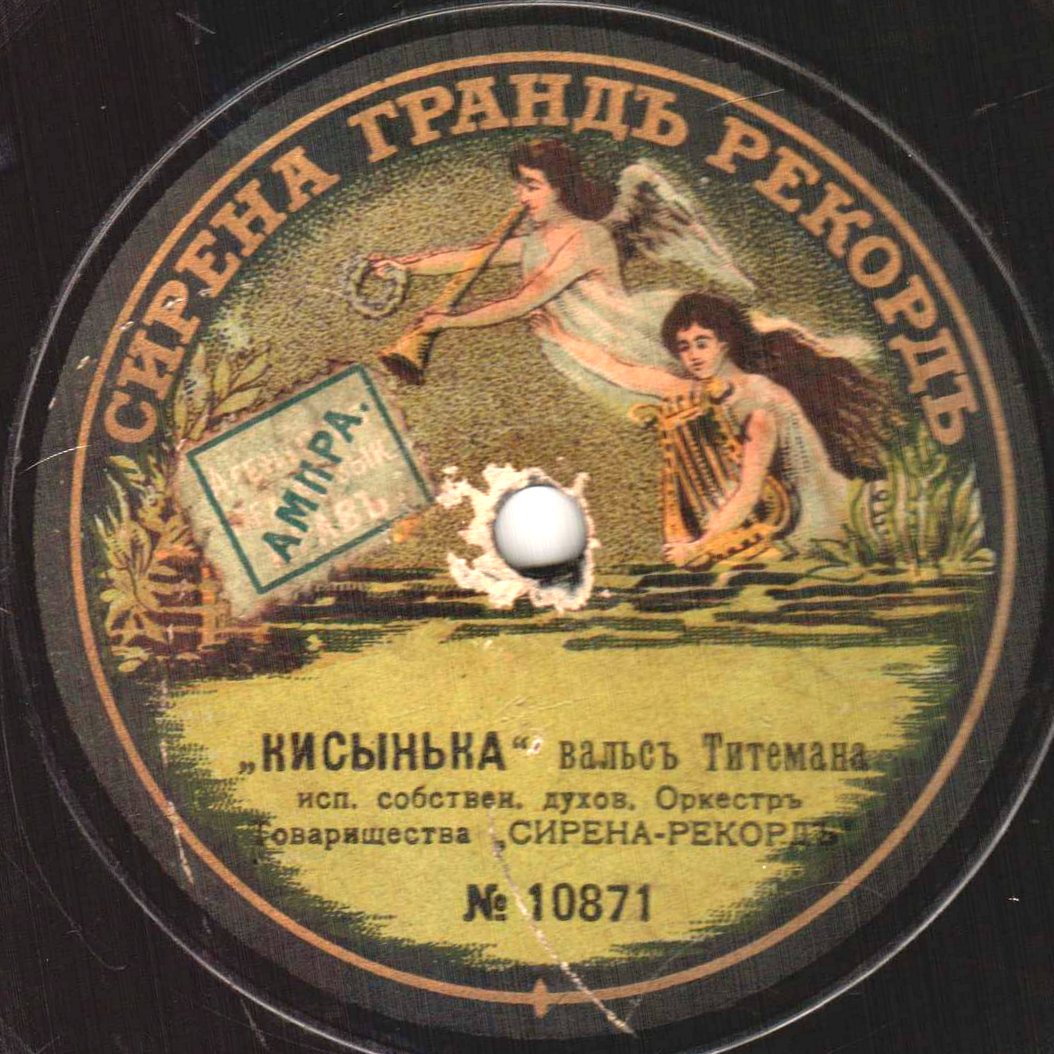 СИРЕНА ГРАНДЪ РЕКОРДЪ
АМПРА.
„КИСЫНЬКА“ вальсъ Титемана
исп. собствен. духов. Оркестръ
Товарищества „СИРЕНА-РЕКОРДЪ“
№ 10871